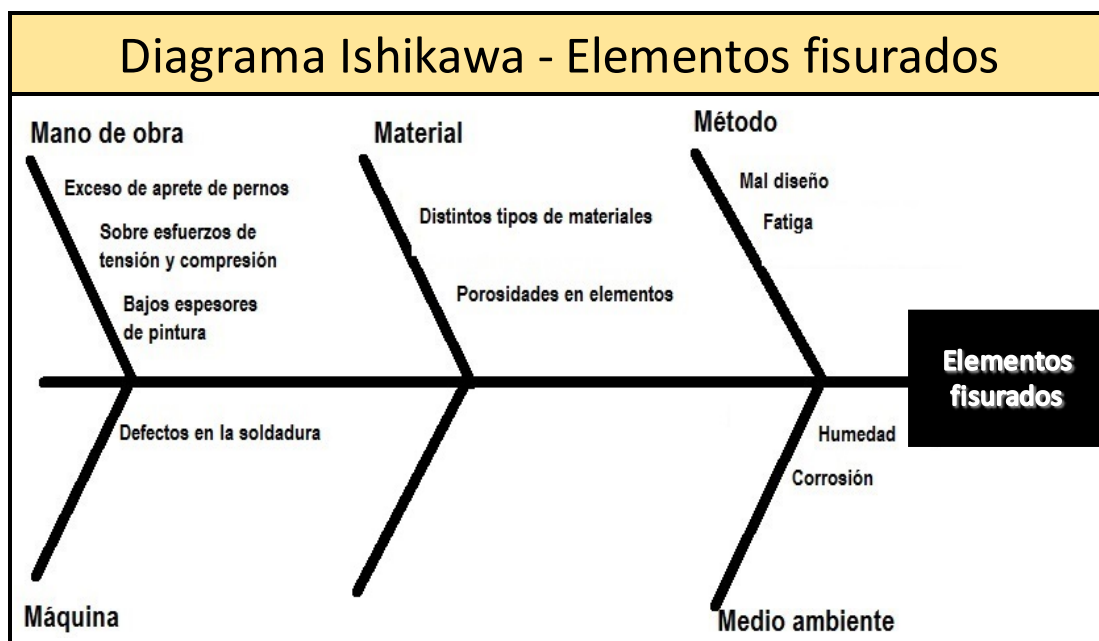 Diagrama Ishikawa - Elementos fisurados
Mano de obra
Exceso de aprete de pernos
Sobre esfuerzos de
tensión y compresión
Bajos espesores
de pintura
Material
Distintos tipos de materiales
Porosidades en elementos
Método
Mal diseño
Fatiga
Elementos
fisurados
Defectos en la soldadura
Máquina
Humedad
Corrosión
Medio ambiente